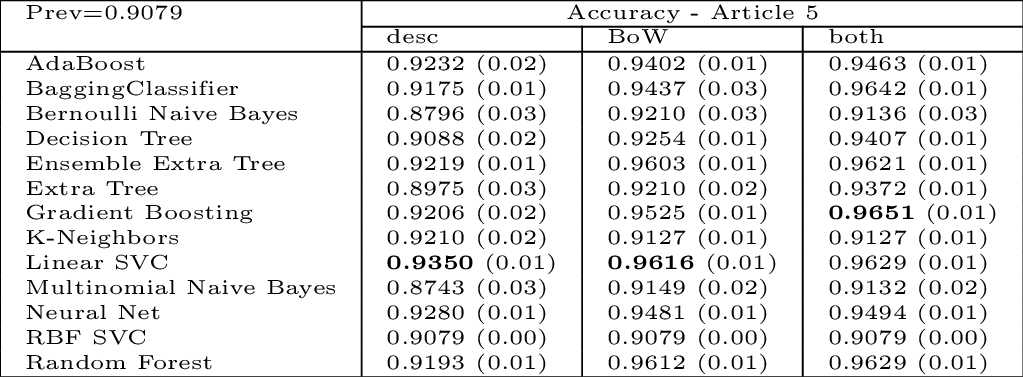 Prev=0.9079 Accuracy - Article 5
desc BoW both
AdaBoost 0.9232 (0.02) 0.9402 (0.01) 0.9463 (0.01)
BaggingClassifier 0.9175 (0.01) 0.9437 (0.03) 0.9642 (0.01)
Bernoulli Naive Bayes 0.8796 (0.03) 0.9210 (0.03) 0.9136 (0.03)
Decision Tree 0.9088 (0.02) 0.9254 (0.01) 0.9407 (0.01)
Ensemble Extra Tree 0.9219 (0.01) 0.9603 (0.01) 0.9621 (0.01)
Extra Tree 0.8975 (0.03) 0.9210 (0.02) 0.9372 (0.01)
Gradient Boosting 0.9206 (0.02) 0.9525 (0.01) 0.9651 (0.01)
K-Neighbors 0.9210 (0.02) 0.9127 (0.01) 0.9127 (0.01)
Linear SVC 0.9350 (0.01) 0.9616 (0.01) 0.9629 (0.01)
Multinomial Naive Bayes 0.8743 (0.03) 0.9149 (0.02) 0.9132 (0.02)
Neural Net 0.9280 (0.01) 0.9481 (0.01) 0.9494 (0.01)
RBF SVC 0.9079 (0.00) 0.9079 (0.00) 0.9079 (0.00)
Random Forest 0.9193 (0.01) 0.9612 (0.01) 0.9629 (0.01)